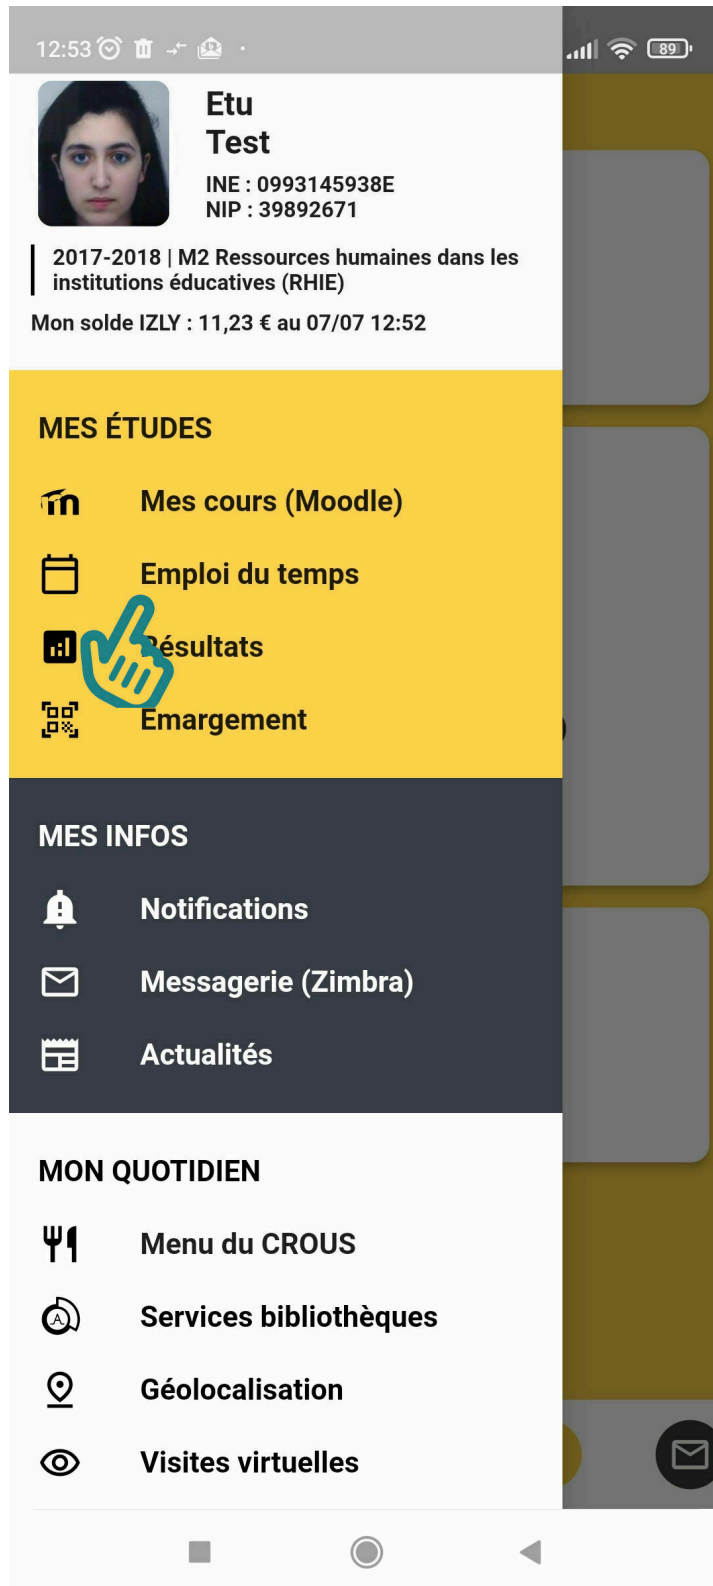 12:53
89
Etu
Test
INE : 0993145938E
NIP : 39892671
2017-2018 | M2 Ressources humaines dans les
institutions éducatives (RHIE)
Mon solde IZLY : 11,23 € au 07/07 12:52
MES ÉTUDES
Mes cours (Moodle)
Emploi du temps
Résultats
Emargement
MES INFOS
Notifications
Messagerie (Zimbra)
Actualités
MON QUOTIDIEN
Menu du CROUS
Services bibliothèques
Géolocalisation
Visites virtuelles